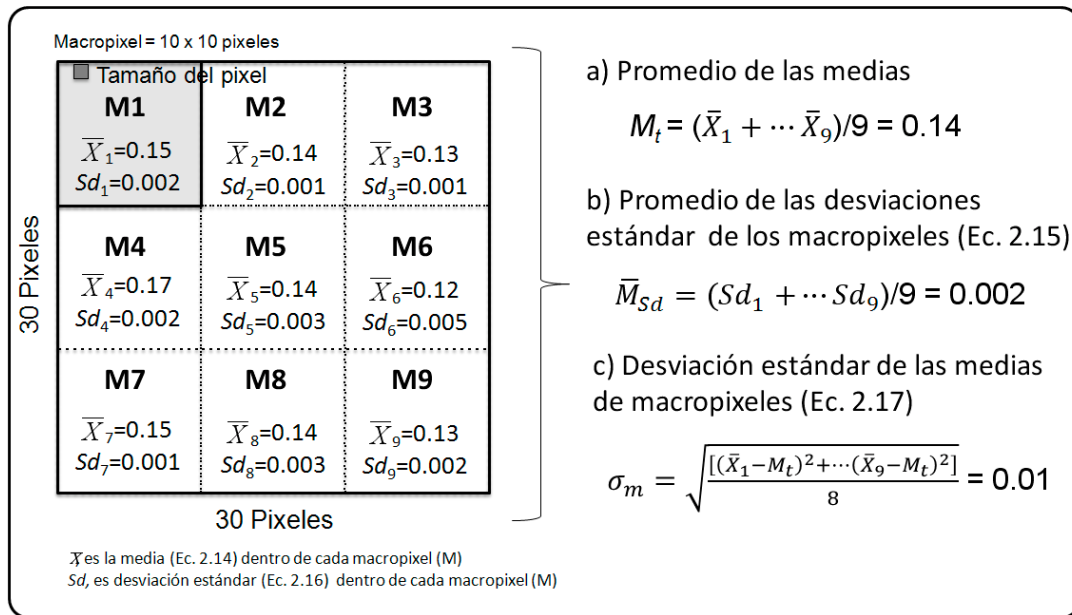 Macropixel = 10 x 10 pixeles
Tamaño del pixel
M1
X̅₁=0.15
Sd₁=0.002
M2
X̅₂=0.14
Sd₂=0.001
M3
X̅₃=0.13
Sd₃=0.001
M4
X̅₄=0.17
Sd₄=0.002
M5
X̅₅=0.14
Sd₅=0.003
M6
X̅₆=0.12
Sd₆=0.005
M7
X̅₇=0.15
Sd₇=0.001
M8
X̅₈=0.14
Sd₈=0.003
M9
X̅₉=0.13
Sd₉=0.002
30 Pixeles
30 Pixeles
X̅, es la media (Ec. 2.14) dentro de cada macropixel (M)
Sd, es desviación estándar (Ec. 2.16) dentro de cada macropixel (M)
a) Promedio de las medias
Mₜ = (X̅₁ + ⋯ X̅₉)/9 = 0.14
b) Promedio de las desviaciones
estándar de los macropixeles (Ec. 2.15)
M̅_Sd = (Sd₁ + ⋯ Sd₉)/9 = 0.002
c) Desviación estándar de las medias
de macropixeles (Ec. 2.17)
σₘ = √([(X̅₁−Mₜ)²+⋯(X̅₉−Mₜ)²]/8) = 0.01